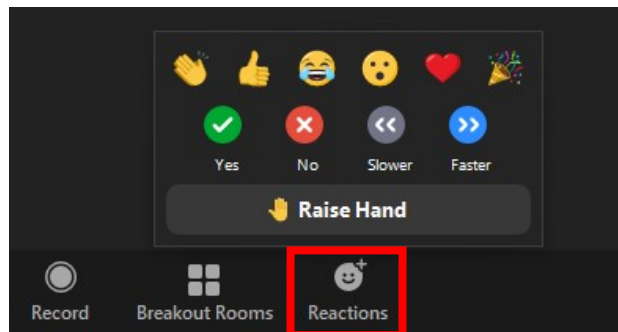 Yes No Slower Faster
Raise Hand
Record Breakout Rooms Reactions